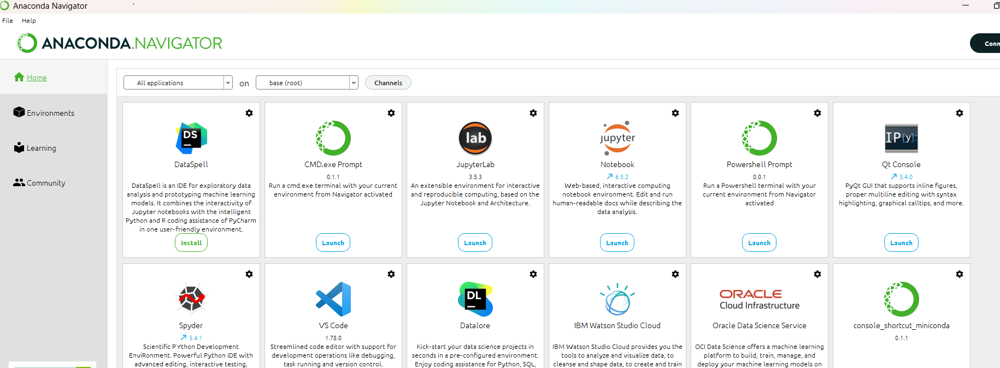 Anaconda Navigator
File Help
ANACONDA.NAVIGATOR
Conn
Home
Environments
Learning
Community
All applications on base (root) Channels
DS
DataSpell
DataSpell is an IDE for exploratory data
analysis and prototyping machine learning
models. It combines the interactivity of
Jupyter notebooks with the intelligent
Python and R coding assistance of PyCharm
in one user-friendly environment.
Install
CMD.exe Prompt
0.1.1
Run a cmd.exe terminal with your current
environment from Navigator activated
Launch
lab
JupyterLab
3.5.3
An extensible environment for interactive
and reproducible computing, based on the
Jupyter Notebook and Architecture.
Launch
jupyter
Notebook
6.5.2
Web-based, interactive computing
notebook environment. Edit and run
human-readable docs while describing the
data analysis.
Launch
Powershell Prompt
0.0.1
Run a Powershell terminal with your
current environment from Navigator
activated
Launch
IP[y]:
Qt Console
5.4.0
PyQt GUI that supports inline figures,
proper multiline editing with syntax
highlighting, graphical calltips, and more.
Launch
Spyder
5.4.1
Scientific PYthon Development
EnviRonment. Powerful Python IDE with
advanced editing, interactive testing,
VS Code
1.78.0
Streamlined code editor with support for
development operations like debugging,
task running and version control.
DL
Datalore
Kick-start your data science projects in
seconds in a pre-configured environment.
Enjoy coding assistance for Python, SQL,
IBM Watson Studio Cloud
IBM Watson Studio Cloud provides you the
tools to analyze and visualize data, to
cleanse and shape data, to create and train
ORACLE
Cloud Infrastructure
Oracle Data Science Service
OCI Data Science offers a machine learning
platform to build, train, manage, and
deploy your machine learning models on
console_shortcut_miniconda
0.1.1